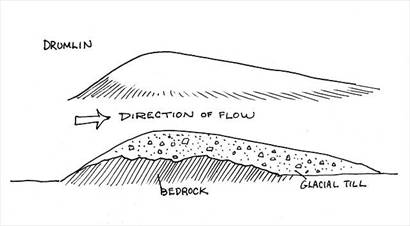 DRUMLIN
DIRECTION OF FLOW
BEDROCK
GLACIAL TILL